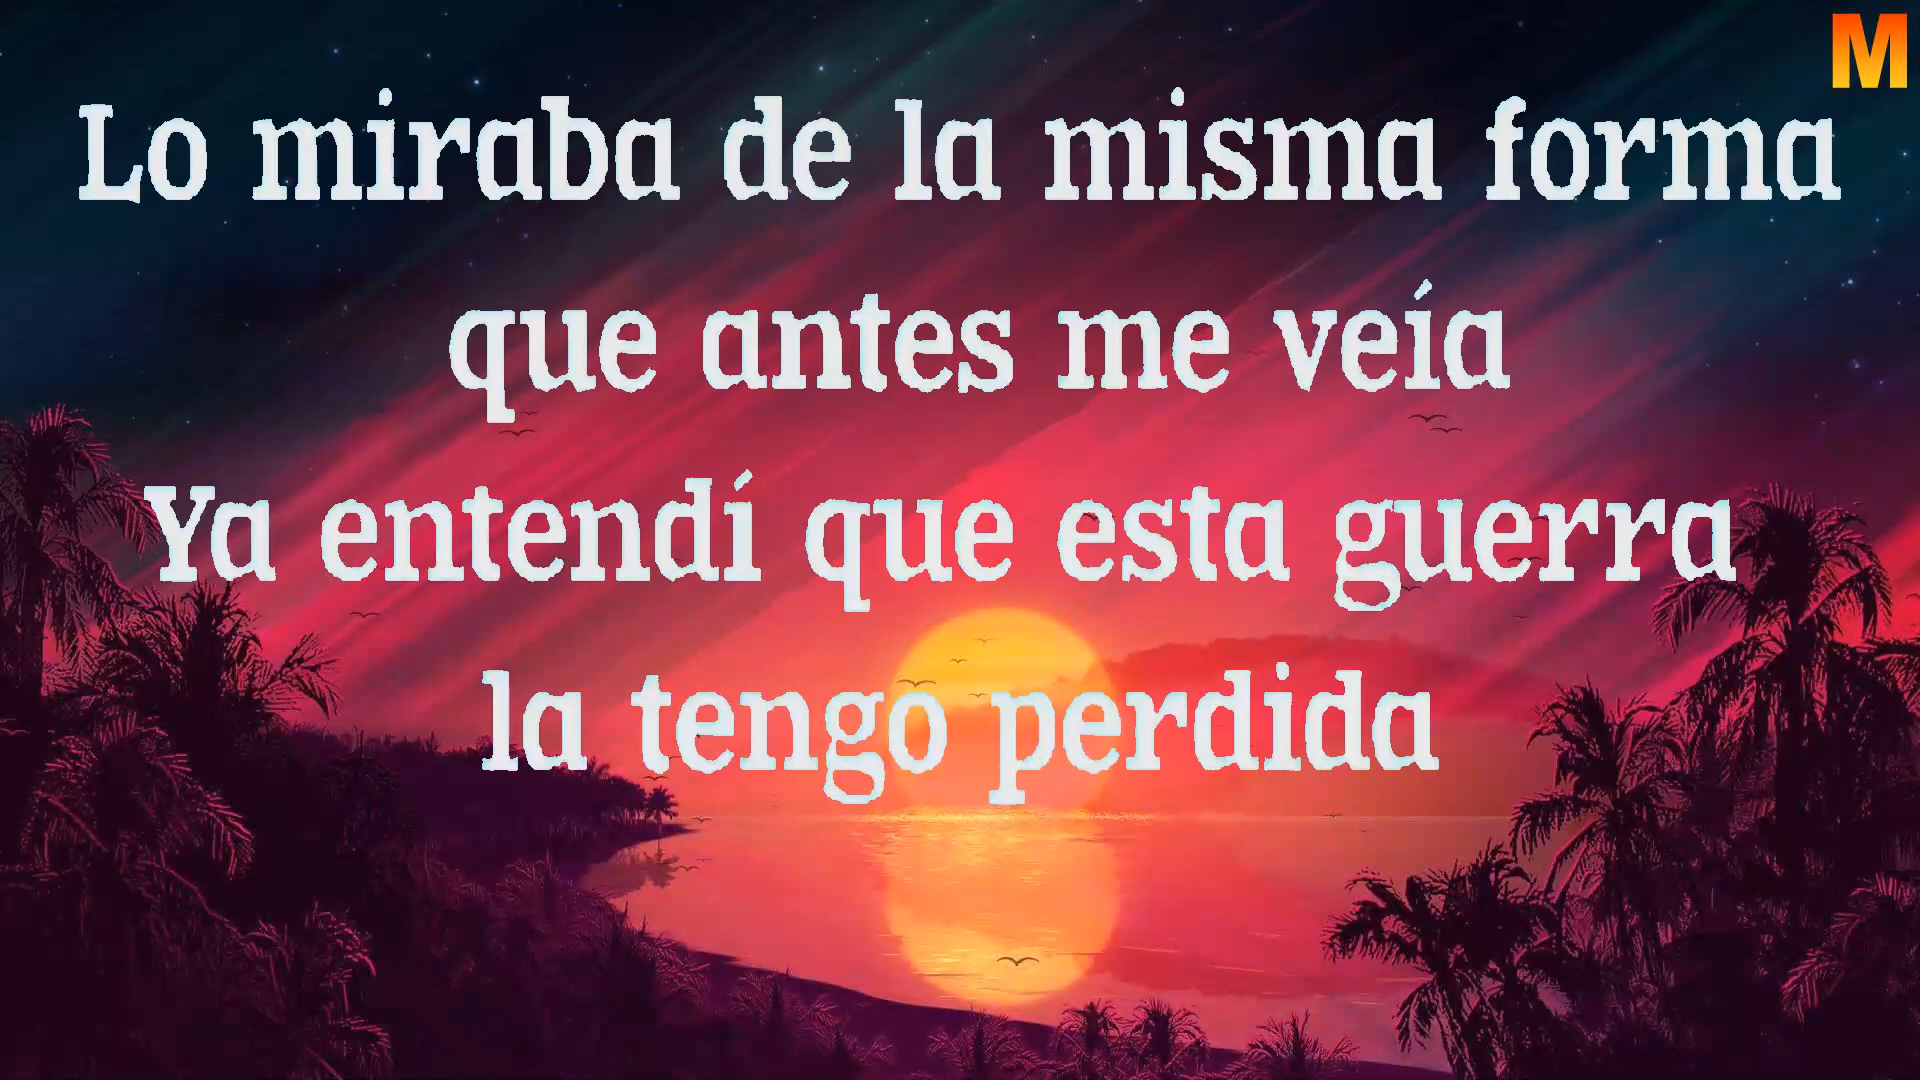 M
Lo miraba de la misma forma
que antes me veía
Ya entendí que esta guerra
la tengo perdida